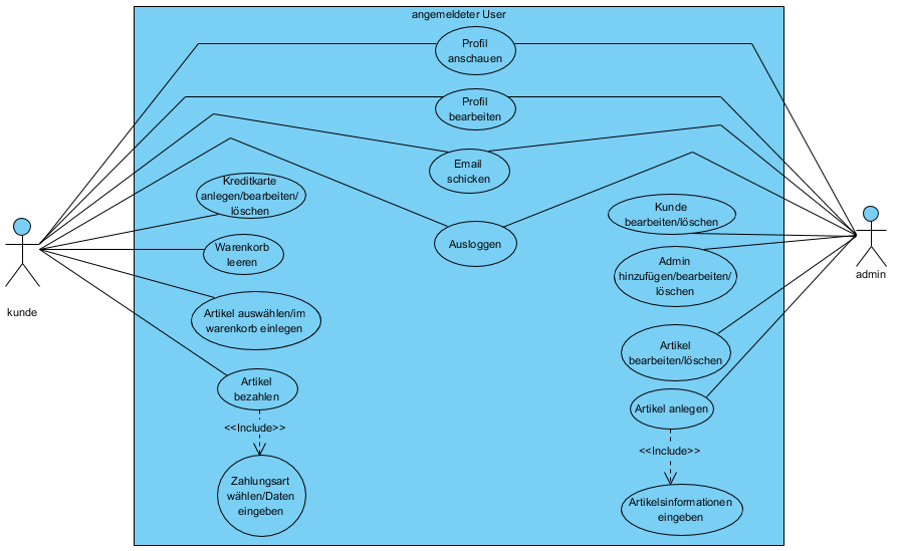 angemeldeter User
Profil
anschauen
Profil
bearbeiten
Email
schicken
Ausloggen
kunde
Kreditkarte
anlegen/bearbeiten/
löschen
Warenkorb
leeren
Artikel auswählen/im
warenkorb einlegen
Artikel
bezahlen
<<Include>>
Zahlungsart
wählen/Daten
eingeben
Kunde
bearbeiten/löschen
Admin
hinzufügen/bearbeiten/
löschen
Artikel
bearbeiten/löschen
Artikel anlegen
<<Include>>
Artikelsinformationen
eingeben
admin